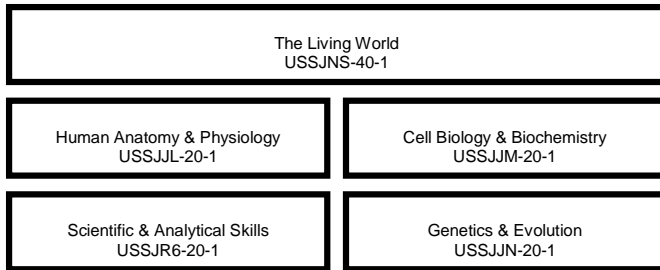 The Living World
USSJNS-40-1
Human Anatomy & Physiology
USSJJL-20-1
Cell Biology & Biochemistry
USSJJM-20-1
Scientific & Analytical Skills
USSJR6-20-1
Genetics & Evolution
USSJJN-20-1